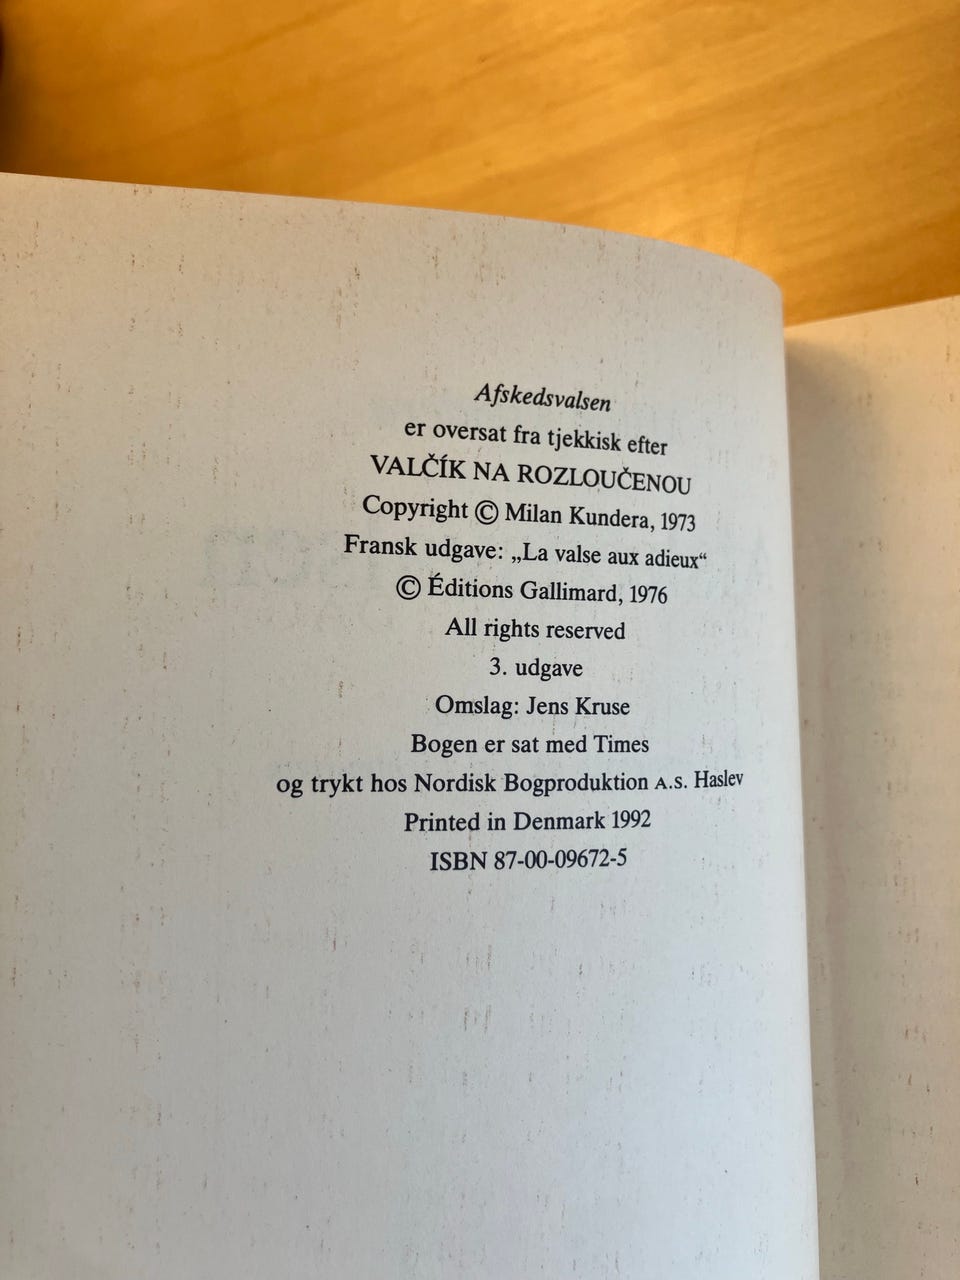 Afskedsvalsen
er oversat fra tjekkisk efter
VALČÍK NA ROZLOUČENOU
Copyright © Milan Kundera, 1973
Fransk udgave: „La valse aux adieux“
© Éditions Gallimard, 1976
All rights reserved
3. udgave
Omslag: Jens Kruse
Bogen er sat med Times
og trykt hos Nordisk Bogproduktion A.S. Haslev
Printed in Denmark 1992
ISBN 87-00-09672-5